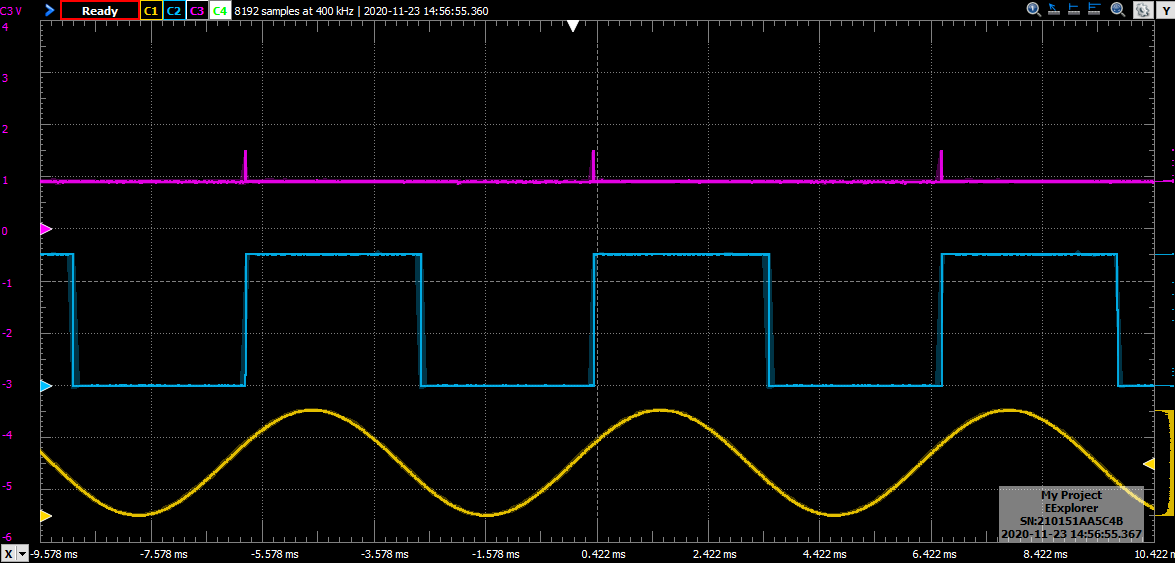 C3 V Ready C1 C2 C3 C4 8192 samples at 400 kHz | 2020-11-23 14:56:55.360 Y
4
3
2
1
0
-1
-2
-3
-4
-5
-6
My Project
EExplorer
SN:210151AA5C4B
2020-11-23 14:56:55.367
X -9.578 ms -7.578 ms -5.578 ms -3.578 ms -1.578 ms 0.422 ms 2.422 ms 4.422 ms 6.422 ms 8.422 ms 10.422 ms